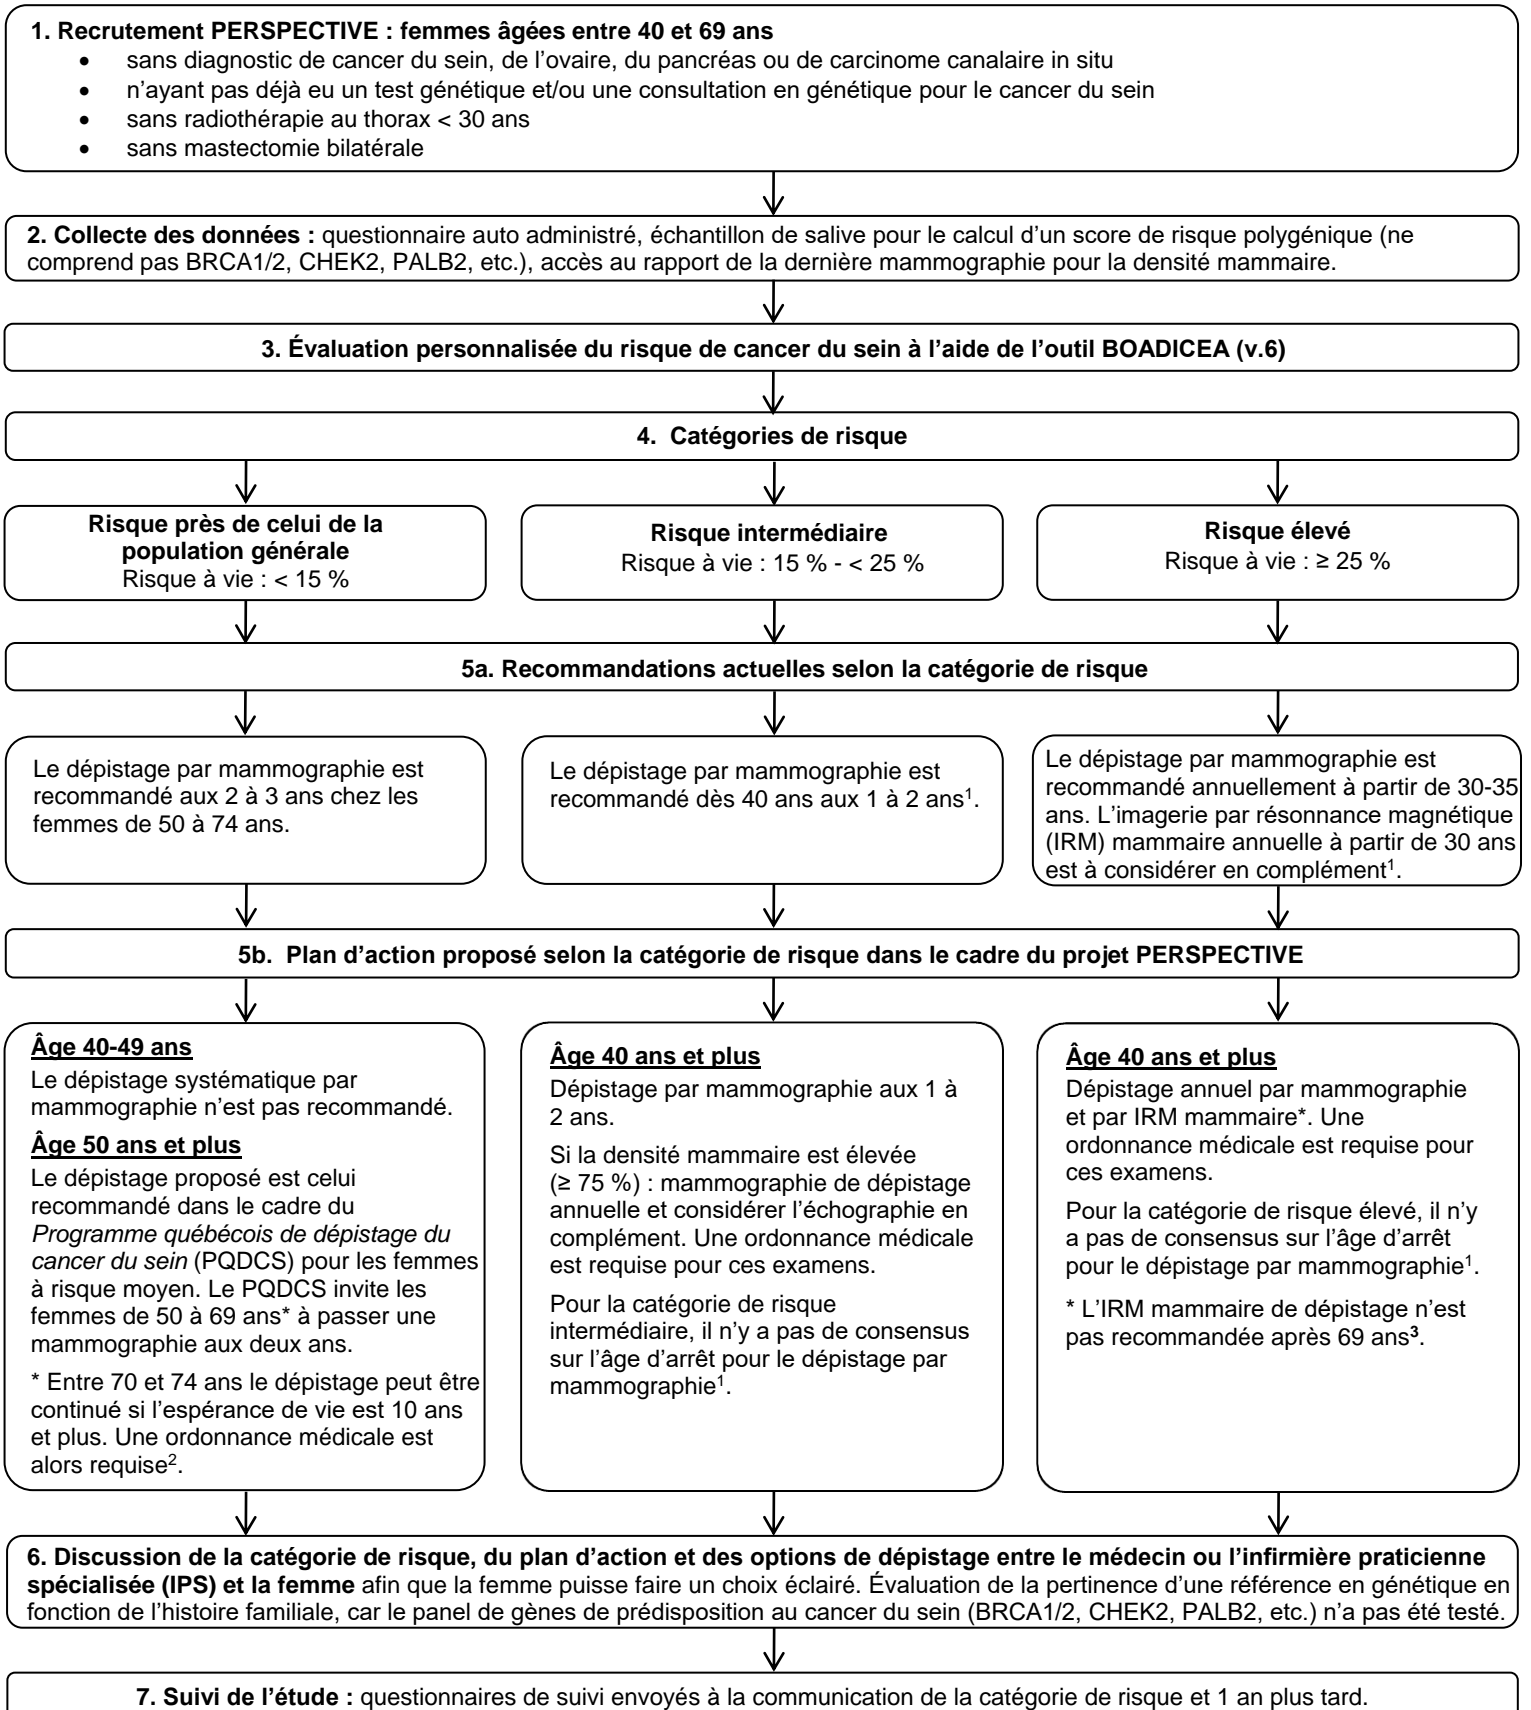 1. Recrutement PERSPECTIVE : femmes âgées entre 40 et 69 ans
• sans diagnostic de cancer du sein, de l’ovaire, du pancréas ou de carcinome canalaire in situ
• n’ayant pas déjà eu un test génétique et/ou une consultation en génétique pour le cancer du sein
• sans radiothérapie au thorax < 30 ans
• sans mastectomie bilatérale
2. Collecte des données : questionnaire auto administré, échantillon de salive pour le calcul d’un score de risque polygénique (ne
comprend pas BRCA1/2, CHEK2, PALB2, etc.), accès au rapport de la dernière mammographie pour la densité mammaire.
3. Évaluation personnalisée du risque de cancer du sein à l’aide de l’outil BOADICEA (v.6)
4. Catégories de risque
Risque près de celui de la
population générale
Risque à vie : < 15 %
Risque intermédiaire
Risque à vie : 15 % - < 25 %
Risque élevé
Risque à vie : ≥ 25 %
5a. Recommandations actuelles selon la catégorie de risque
Le dépistage par mammographie est
recommandé aux 2 à 3 ans chez les
femmes de 50 à 74 ans.
Le dépistage par mammographie est
recommandé dès 40 ans aux 1 à 2 ans¹.
Le dépistage par mammographie est
recommandé annuellement à partir de 30-35
ans. L’imagerie par résonnance magnétique
(IRM) mammaire annuelle à partir de 30 ans
est à considérer en complément¹.
5b. Plan d’action proposé selon la catégorie de risque dans le cadre du projet PERSPECTIVE
Âge 40-49 ans
Le dépistage systématique par
mammographie n’est pas recommandé.
Âge 50 ans et plus
Le dépistage proposé est celui
recommandé dans le cadre du
Programme québécois de dépistage du
cancer du sein (PQDCS) pour les femmes
à risque moyen. Le PQDCS invite les
femmes de 50 à 69 ans* à passer une
mammographie aux deux ans.
* Entre 70 et 74 ans le dépistage peut être
continué si l’espérance de vie est 10 ans
et plus. Une ordonnance médicale est
alors requise².
Âge 40 ans et plus
Dépistage par mammographie aux 1 à
2 ans.
Si la densité mammaire est élevée
(≥ 75 %) : mammographie de dépistage
annuelle et considérer l’échographie en
complément. Une ordonnance médicale
est requise pour ces examens.
Pour la catégorie de risque
intermédiaire, il n’y a pas de consensus
sur l’âge d’arrêt pour le dépistage par
mammographie¹.
Âge 40 ans et plus
Dépistage annuel par mammographie
et par IRM mammaire*. Une
ordonnance médicale est requise pour
ces examens.
Pour la catégorie de risque élevé, il n’y
a pas de consensus sur l’âge d’arrêt
pour le dépistage par mammographie¹.
* L’IRM mammaire de dépistage n’est
pas recommandée après 69 ans³.
6. Discussion de la catégorie de risque, du plan d’action et des options de dépistage entre le médecin ou l’infirmière praticienne
spécialisée (IPS) et la femme afin que la femme puisse faire un choix éclairé. Évaluation de la pertinence d’une référence en génétique en
fonction de l’histoire familiale, car le panel de gènes de prédisposition au cancer du sein (BRCA1/2, CHEK2, PALB2, etc.) n’a pas été testé.
7. Suivi de l’étude : questionnaires de suivi envoyés à la communication de la catégorie de risque et 1 an plus tard.